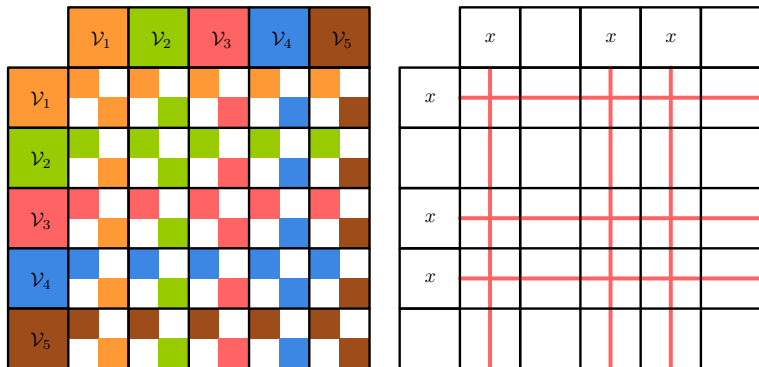 𝒱₁ 𝒱₂ 𝒱₃ 𝒱₄ 𝒱₅
𝒱₁
𝒱₂
𝒱₃
𝒱₄
𝒱₅
x x x
x
x
x